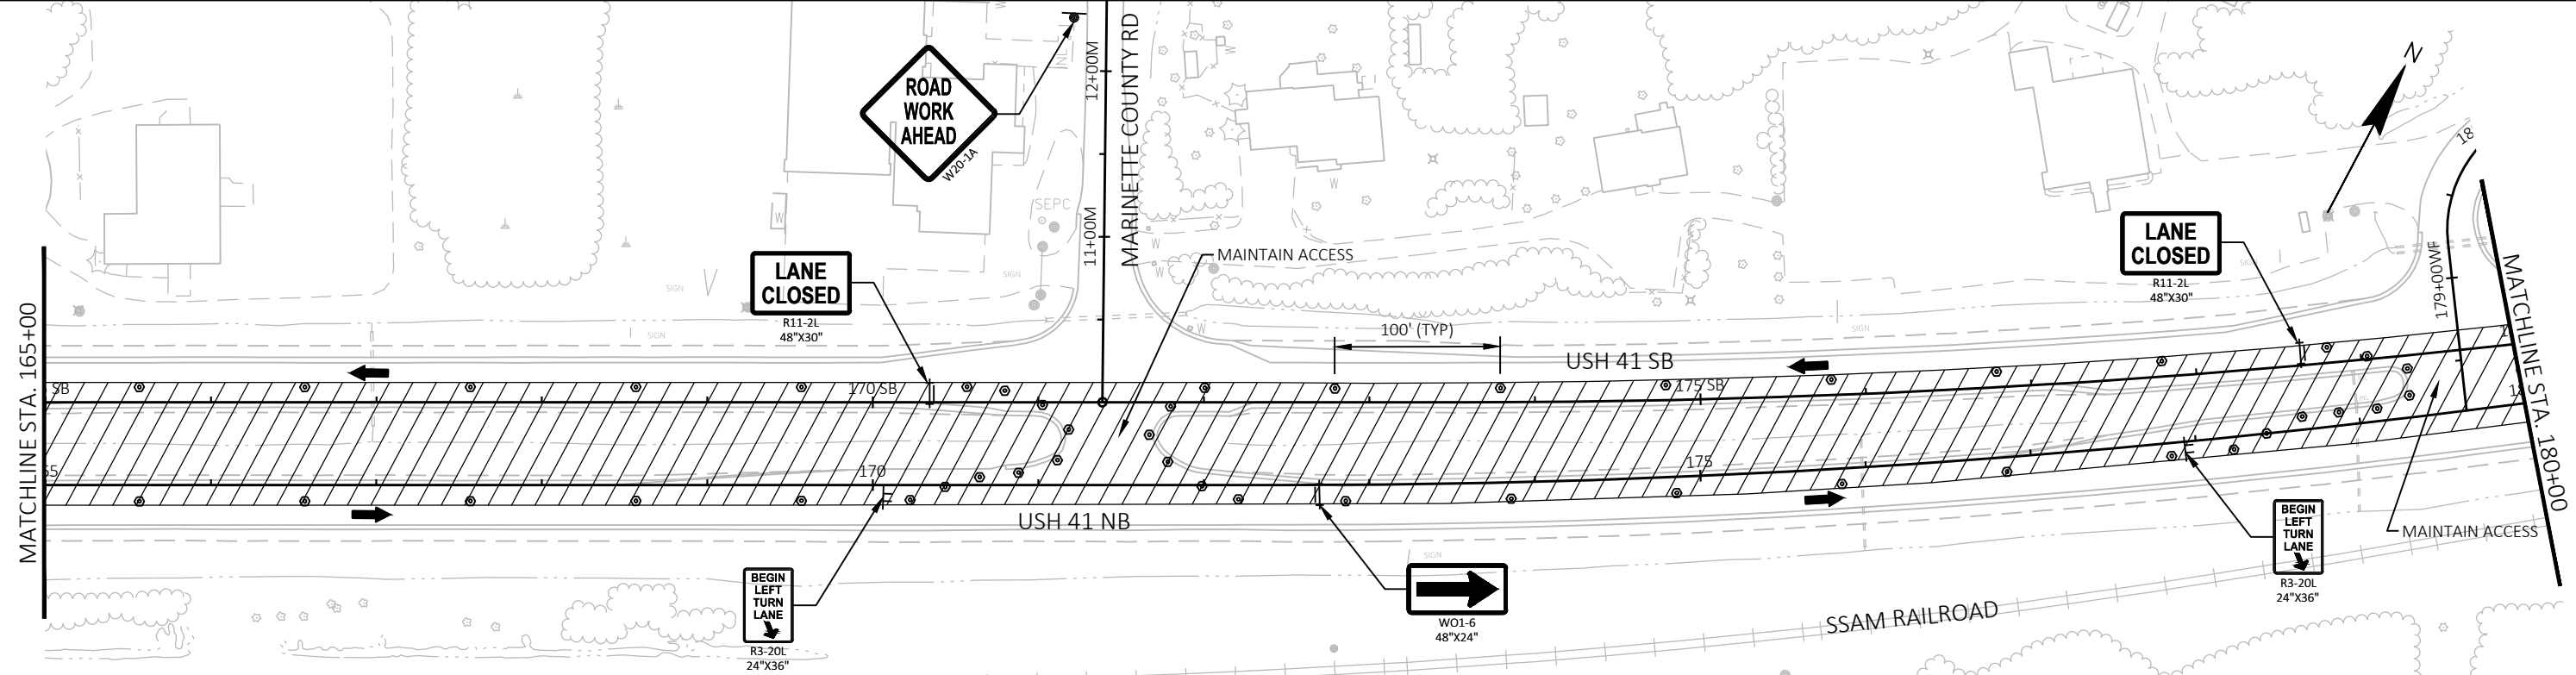 ROAD
WORK
AHEAD
W20-1A
12+00M
11+00M
MARINETTE COUNTY RD
N
SEPC
MAINTAIN ACCESS
LANE
CLOSED
R11-2L
48"X30"
LANE
CLOSED
R11-2L
48"X30"
SIGN
SIGN
SIGN
SIGN
SIGN
SIGN
W
W
W
W
W
100' (TYP)
USH 41 SB
MATCHLINE STA. 165+00
SB
170 SB
175 SB
170
175
USH 41 NB
179+00WF
MATCHLINE STA. 180+00
MAINTAIN ACCESS
BEGIN
LEFT
TURN
LANE
R3-20L
24"X36"
WO1-6
48"X24"
BEGIN
LEFT
TURN
LANE
R3-20L
24"X36"
SSAM RAILROAD